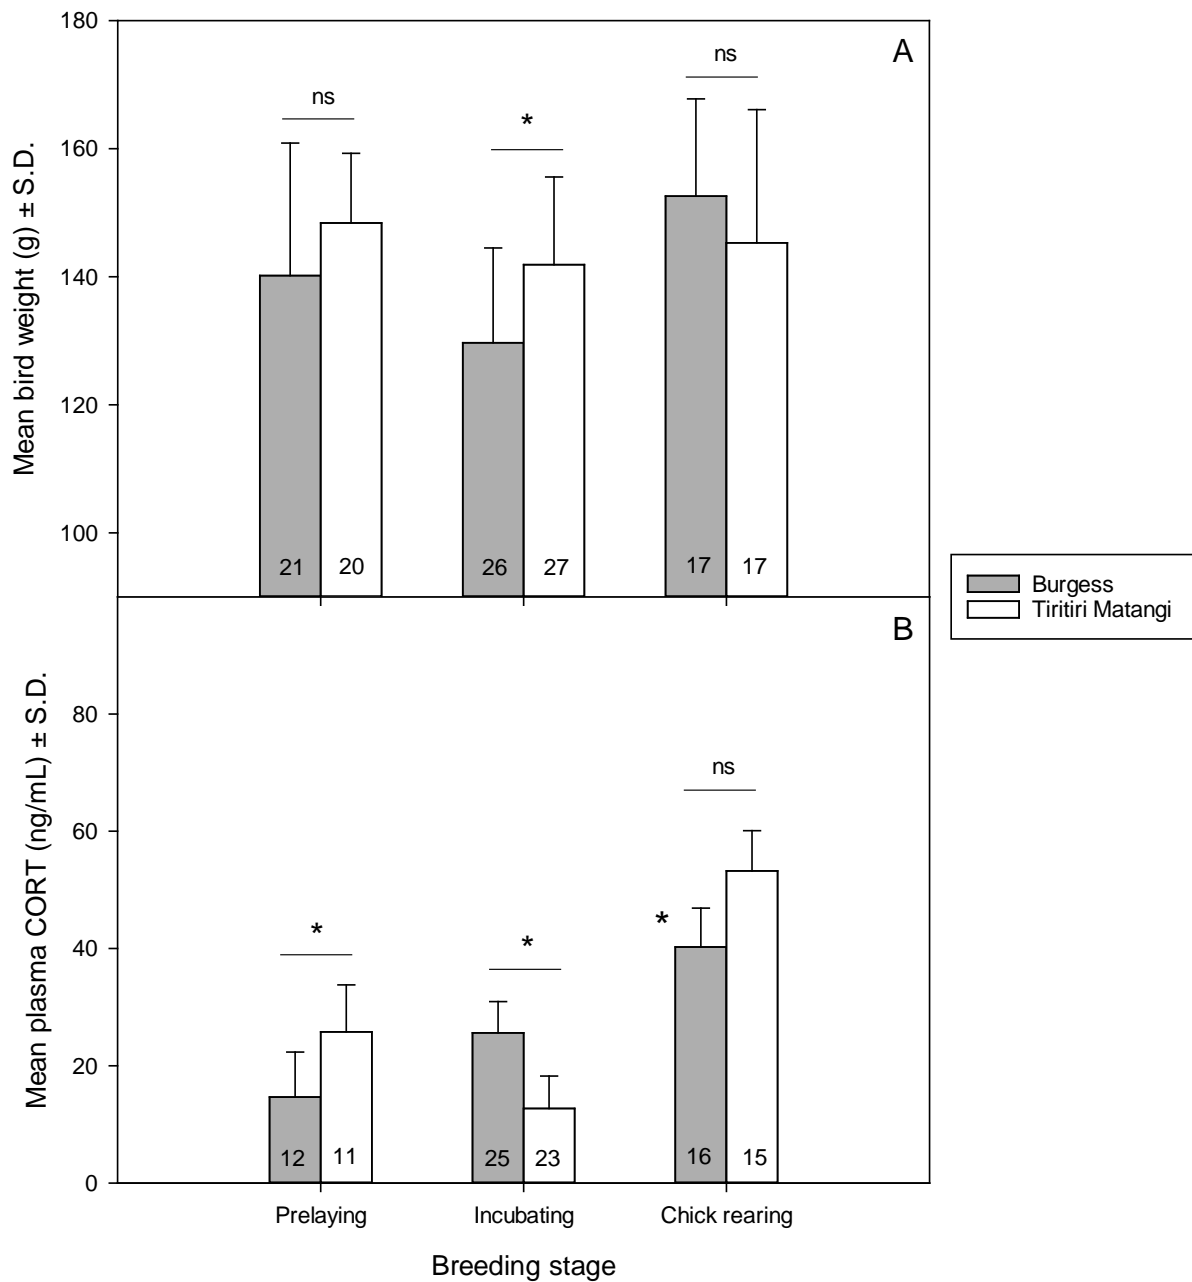 180
A
ns
ns
*
160
140
120
100
21
20
26
27
17
17
Mean bird weight (g) ± S.D.
Burgess
Tiritiri Matangi
B
80
ns
60
*
*
*
40
20
12
11
25
23
16
15
0
Mean plasma CORT (ng/mL) ± S.D.
Prelaying
Incubating
Chick rearing
Breeding stage